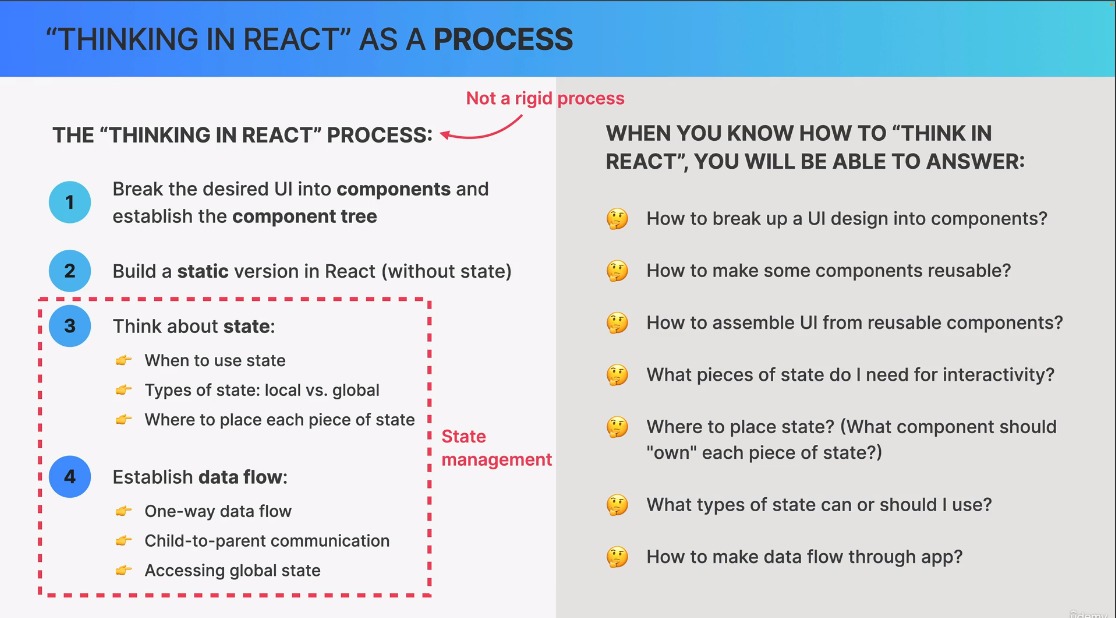 “THINKING IN REACT” AS A PROCESS
Not a rigid process
THE “THINKING IN REACT” PROCESS:
1
Break the desired UI into components and
establish the component tree
2
Build a static version in React (without state)
3
Think about state:
When to use state
Types of state: local vs. global
Where to place each piece of state
State
management
4
Establish data flow:
One-way data flow
Child-to-parent communication
Accessing global state
WHEN YOU KNOW HOW TO “THINK IN
REACT”, YOU WILL BE ABLE TO ANSWER:
How to break up a UI design into components?
How to make some components reusable?
How to assemble UI from reusable components?
What pieces of state do I need for interactivity?
Where to place state? (What component should
"own" each piece of state?)
What types of state can or should I use?
How to make data flow through app?